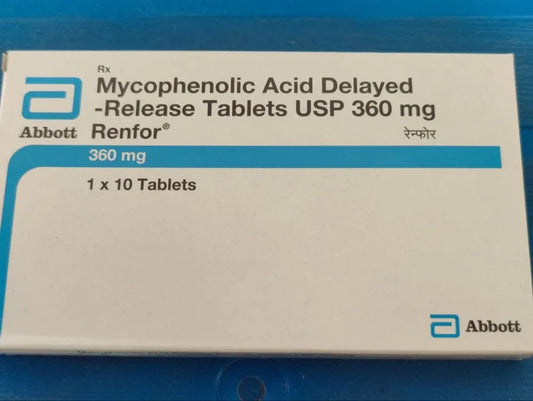 Rx
Mycophenolic Acid Delayed
-Release Tablets USP 360 mg
Abbott Renfor® रेन्फोर
360 mg
1 x 10 Tablets
Abbott